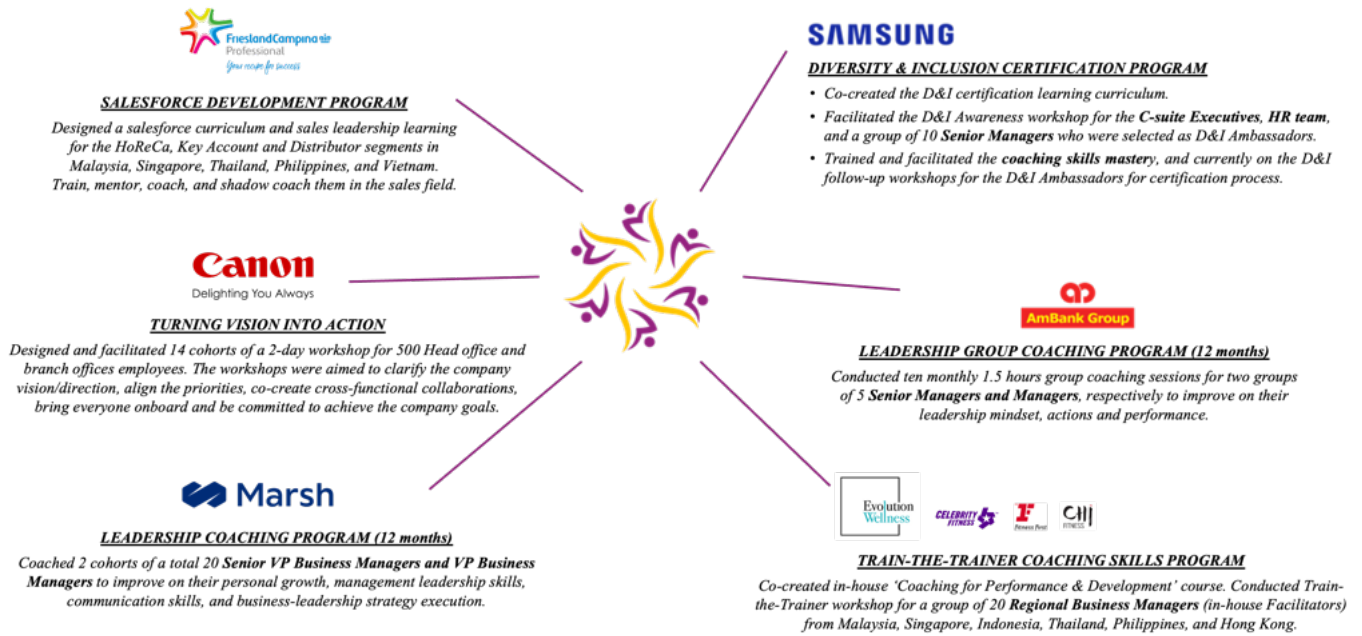 FrieslandCampina
Professional
Your recipe for success
SALESFORCE DEVELOPMENT PROGRAM
Designed a salesforce curriculum and sales leadership learning
for the HoReCa, Key Account and Distributor segments in
Malaysia, Singapore, Thailand, Philippines, and Vietnam.
Train, mentor, coach, and shadow coach them in the sales field.
Canon
Delighting You Always
TURNING VISION INTO ACTION
Designed and facilitated 14 cohorts of a 2-day workshop for 500 Head office and
branch offices employees. The workshops were aimed to clarify the company
vision/direction, align the priorities, co-create cross-functional collaborations,
bring everyone onboard and be committed to achieve the company goals.
Marsh
LEADERSHIP COACHING PROGRAM (12 months)
Coached 2 cohorts of a total 20 Senior VP Business Managers and VP Business
Managers to improve on their personal growth, management leadership skills,
communication skills, and business-leadership strategy execution.
SAMSUNG
DIVERSITY & INCLUSION CERTIFICATION PROGRAM
• Co-created the D&I certification learning curriculum.
• Facilitated the D&I Awareness workshop for the C-suite Executives, HR team,
and a group of 10 Senior Managers who were selected as D&I Ambassadors.
• Trained and facilitated the coaching skills mastery, and currently on the D&I
follow-up workshops for the D&I Ambassadors for certification process.
AmBank Group
LEADERSHIP GROUP COACHING PROGRAM (12 months)
Conducted ten monthly 1.5 hours group coaching sessions for two groups
of 5 Senior Managers and Managers, respectively to improve on their
leadership mindset, actions and performance.
Evolution
Wellness
CELEBRITY
FITNESS
Fitness First
CHi
FITNESS
TRAIN-THE-TRAINER COACHING SKILLS PROGRAM
Co-created in-house ‘Coaching for Performance & Development’ course. Conducted Train-
the-Trainer workshop for a group of 20 Regional Business Managers (in-house Facilitators)
from Malaysia, Singapore, Indonesia, Thailand, Philippines, and Hong Kong.